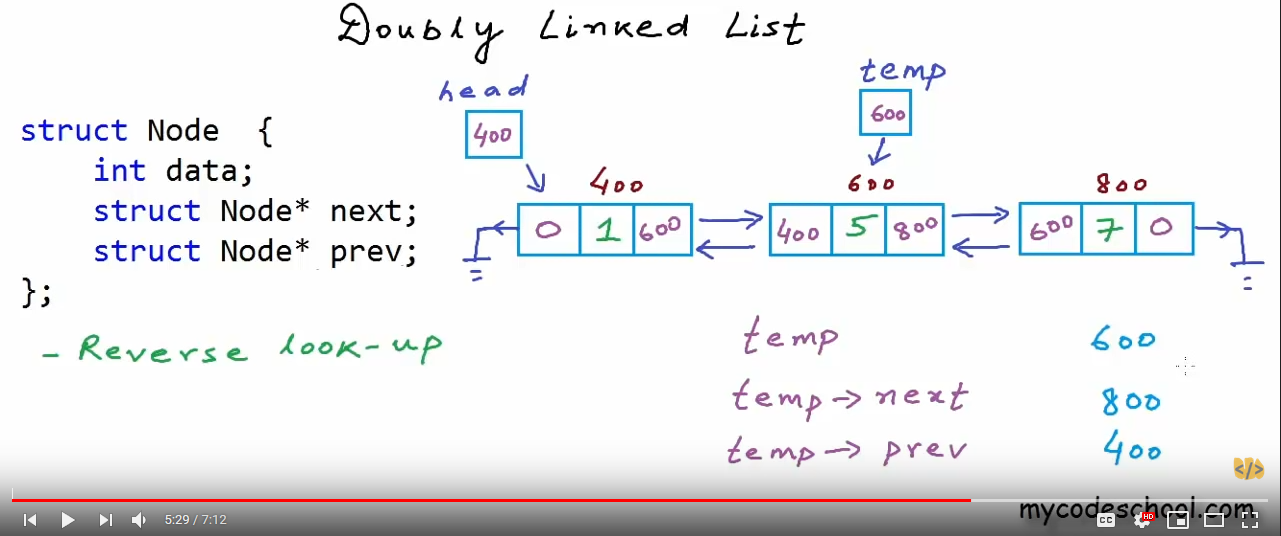 Doubly Linked List
head
temp
struct Node {
int data;
struct Node* next;
struct Node* prev;
};
400
600
400
600
800
0 1 600
400 5 800
600 7 0
- Reverse look-up
temp 600
temp -> next 800
temp -> prev 400
</>
mycodeschool.com
5:29 / 7:12
CC
HD